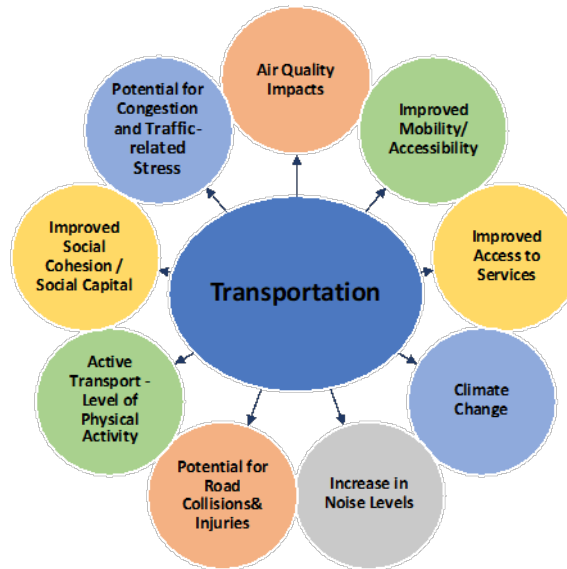 Air Quality
Impacts
Potential for
Congestion
and Traffic-
related
Stress
Improved
Mobility/
Accessibility
Improved
Social
Cohesion /
Social Capital
Transportation
Improved
Access to
Services
Active
Transport -
Level of
Physical
Activity
Climate
Change
Potential for
Road
Collisions&
Injuries
Increase in
Noise Levels